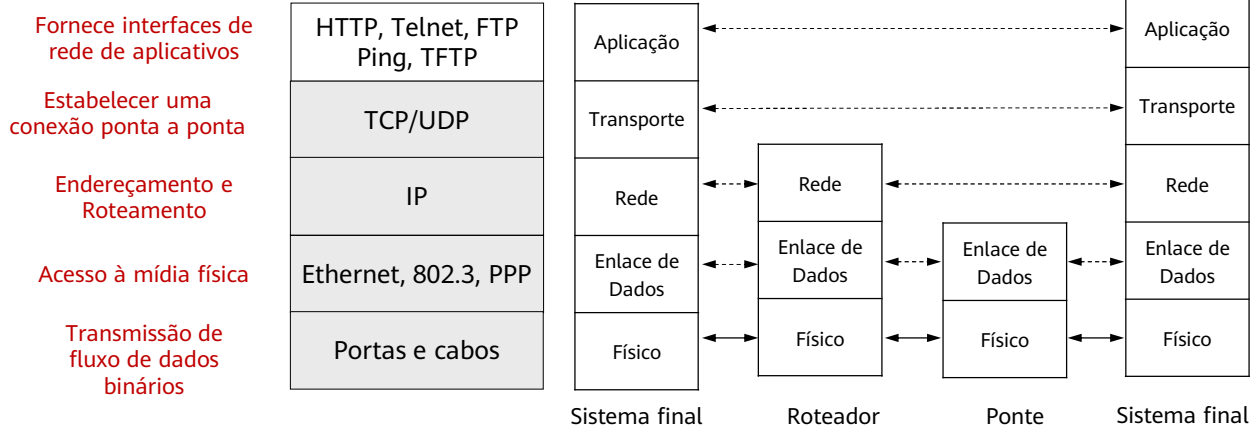 Fornece interfaces de
rede de aplicativos
Estabelecer uma
conexão ponta a ponta
Endereçamento e
Roteamento
Acesso à mídia física
Transmissão de
fluxo de dados
binários
HTTP, Telnet, FTP
Ping, TFTP
TCP/UDP
IP
Ethernet, 802.3, PPP
Portas e cabos
Aplicação
Transporte
Rede
Enlace de
Dados
Físico
Sistema final
Rede
Enlace de
Dados
Físico
Roteador
Enlace de
Dados
Físico
Ponte
Aplicação
Transporte
Rede
Enlace de
Dados
Físico
Sistema final